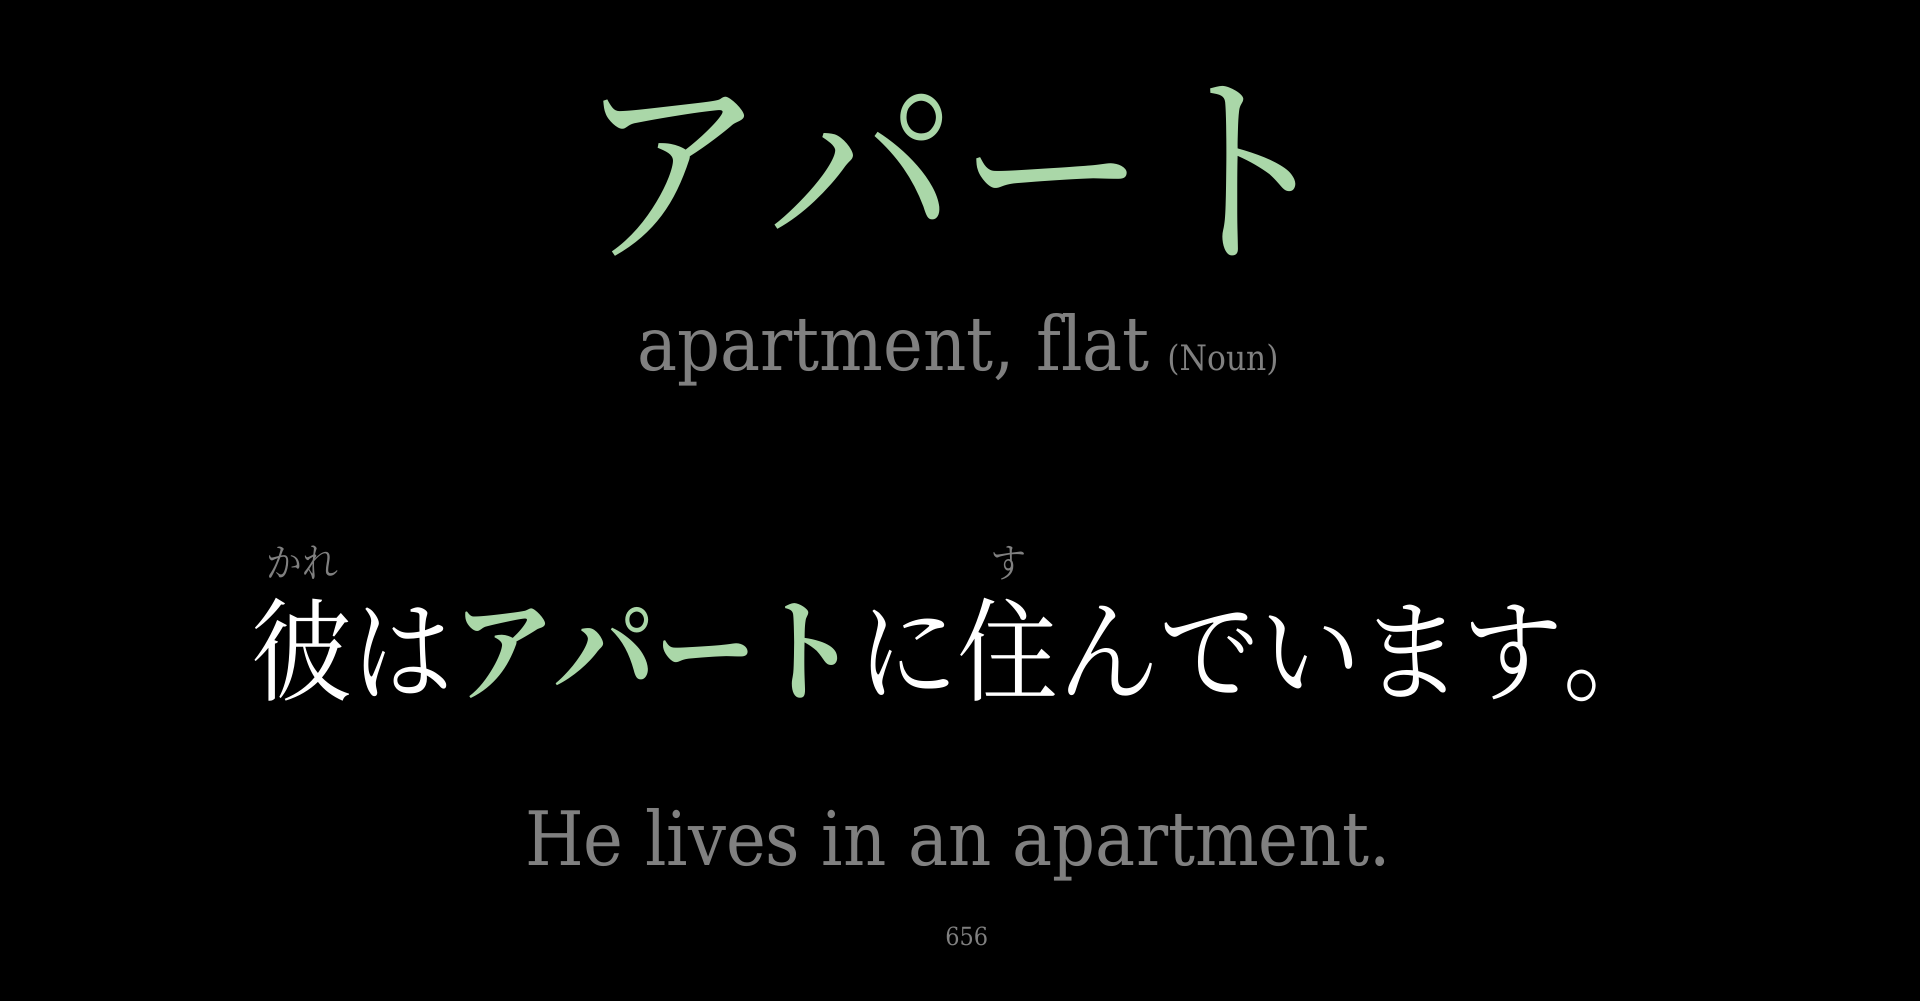 アパート
apartment, flat (Noun)
かれ す
彼はアパートに住んでいます。
He lives in an apartment.
656